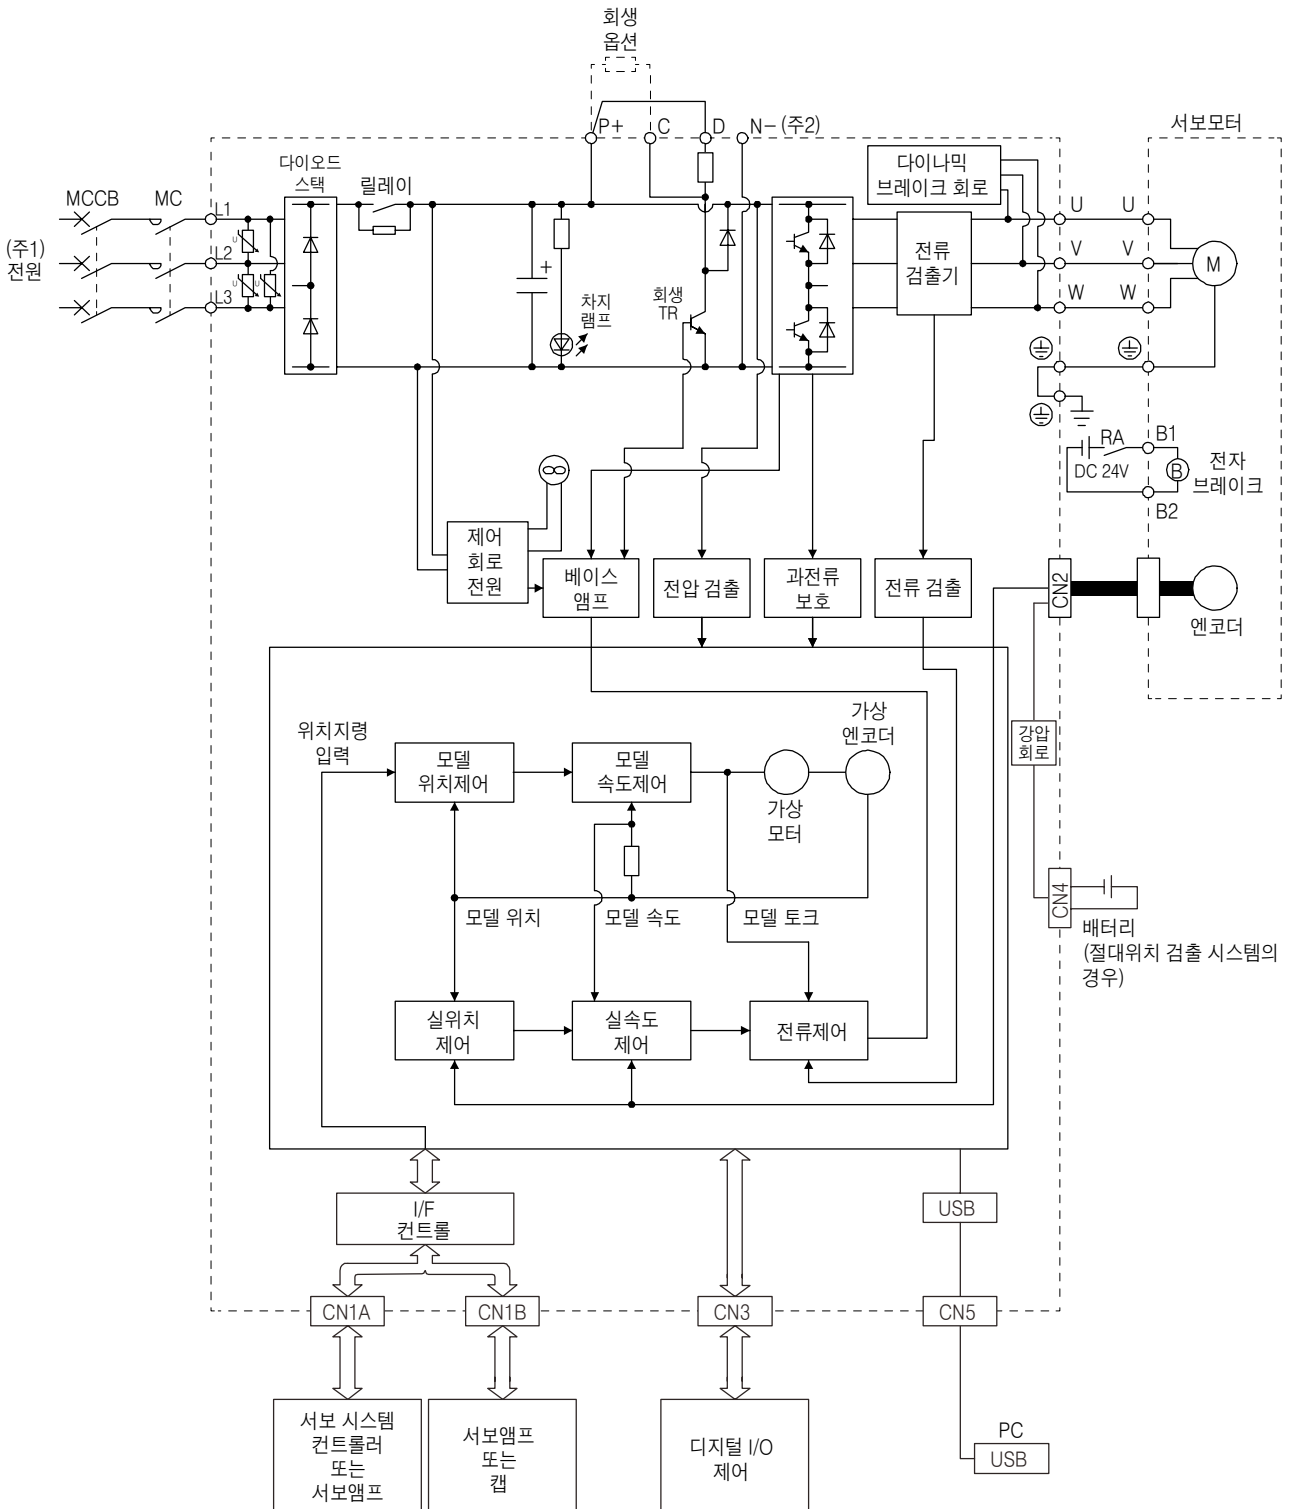 회생
옵션
P+
C
D
N- (주2)
서보모터
다이오드
스택
릴레이
다이나믹
브레이크 회로
MCCB
MC
L1
L2
L3
(주1)
전원
U
U
U
U
U
V
V
W
W
M
전류
검출기
+
차지
램프
회생
TR
RA
DC 24V
B1
B
B2
전자
브레이크
제어
회로
전원
베이스
앰프
전압 검출
과전류
보호
전류 검출
CN2
엔코더
위치지령
입력
모델
위치제어
모델
속도제어
가상
엔코더
가상
모터
강압
회로
모델 위치
모델 속도
모델 토크
CN4
배터리
(절대위치 검출 시스템의
경우)
실위치
제어
실속도
제어
전류제어
I/F
컨트롤
USB
CN1A
CN1B
CN3
CN5
서보 시스템
컨트롤러
또는
서보앰프
서보앰프
또는
캡
디지털 I/O
제어
PC
USB